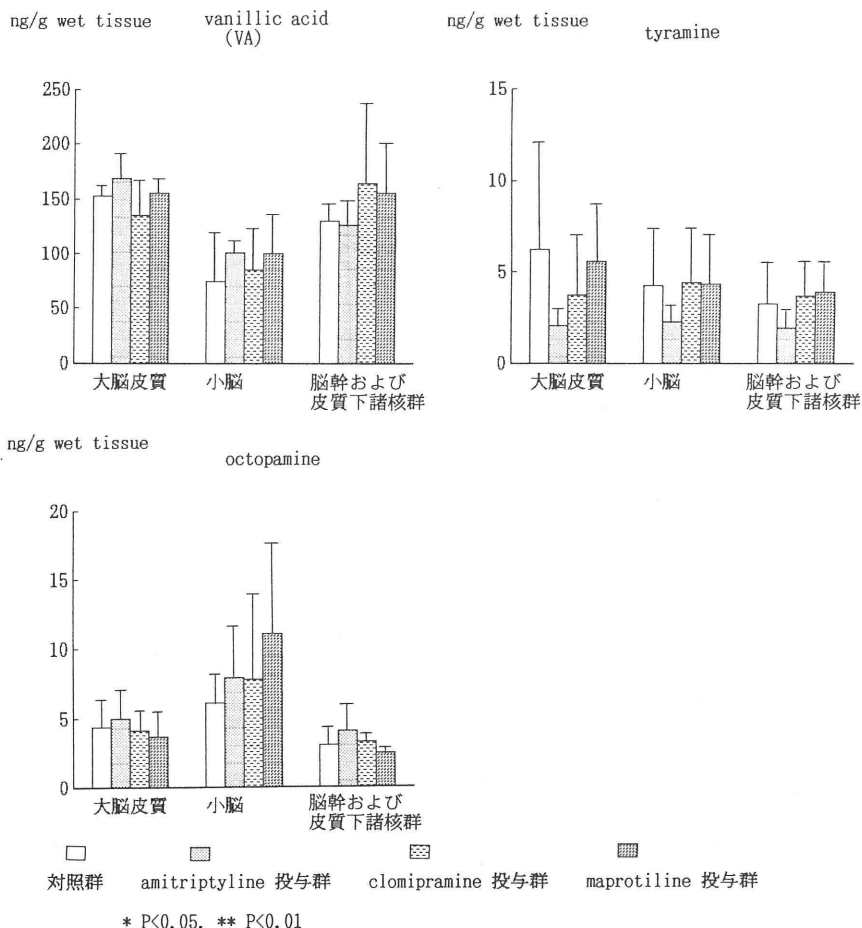 ng/g wet tissue
vanillic acid
(VA)
250
200
150
100
50
0
大脳皮質
小脳
脳幹および
皮質下諸核群
ng/g wet tissue
tyramine
15
10
5
0
大脳皮質
小脳
脳幹および
皮質下諸核群
ng/g wet tissue
octopamine
20
15
10
5
0
大脳皮質
小脳
脳幹および
皮質下諸核群
対照群
amitriptyline 投与群
clomipramine 投与群
maprotiline 投与群
* P<0.05, ** P<0.01